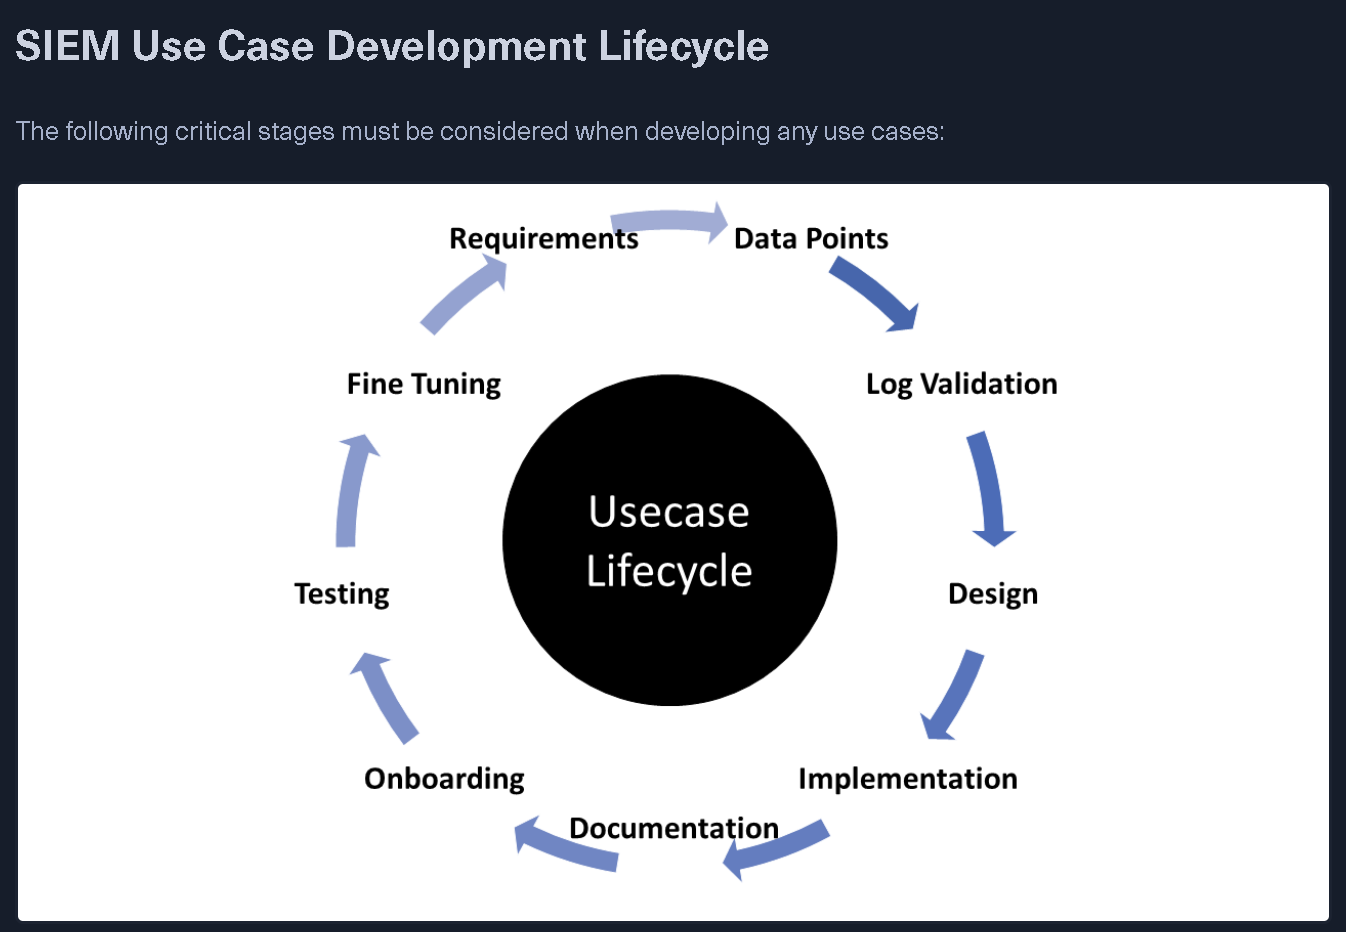 SIEM Use Case Development Lifecycle
The following critical stages must be considered when developing any use cases:
Requirements
Data Points
Fine Tuning
Log Validation
Usecase
Lifecycle
Testing
Design
Onboarding
Implementation
Documentation